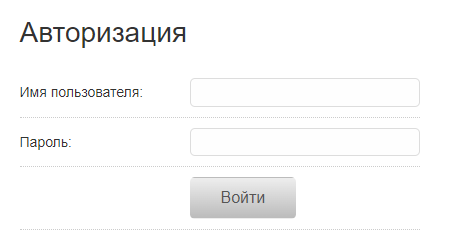 Авторизация
Имя пользователя:
Пароль:
Войти